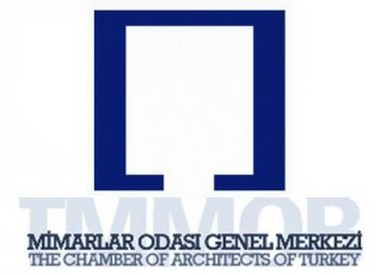 TMMOB
MİMARLAR ODASI GENEL MERKEZİ
THE CHAMBER OF ARCHITECTS OF TURKEY